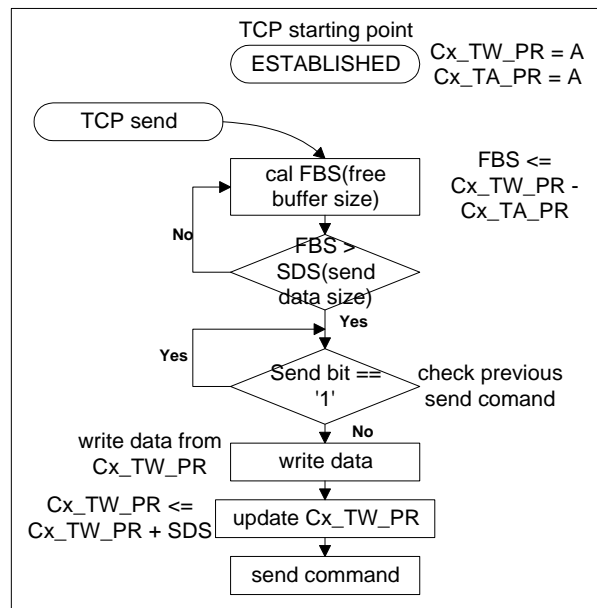 TCP starting point
ESTABLISHED
Cx_TW_PR = A
Cx_TA_PR = A
TCP send
cal FBS(free
buffer size)
FBS <=
Cx_TW_PR -
Cx_TA_PR
No
FBS >
SDS(send
data size)
Yes
Yes
Send bit ==
'1'
check previous
send comand
No
write data from
Cx_TW_PR
write data
Cx_TW_PR <=
Cx_TW_PR + SDS
update Cx_TW_PR
send command